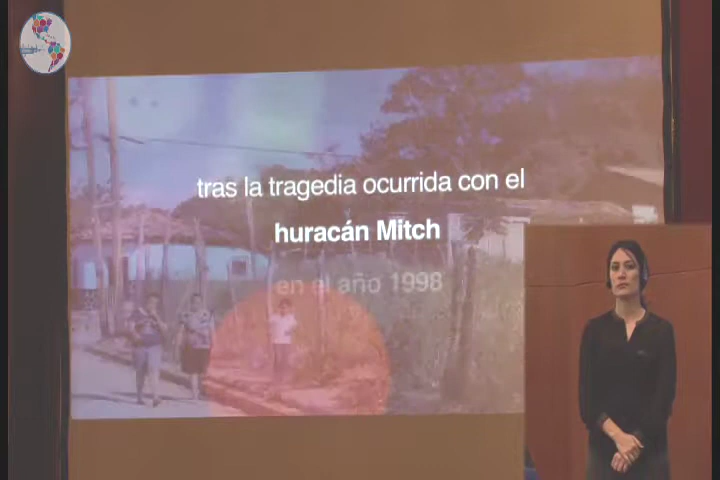 tras la tragedia ocurrida con el
huracán Mitch
en el año 1998